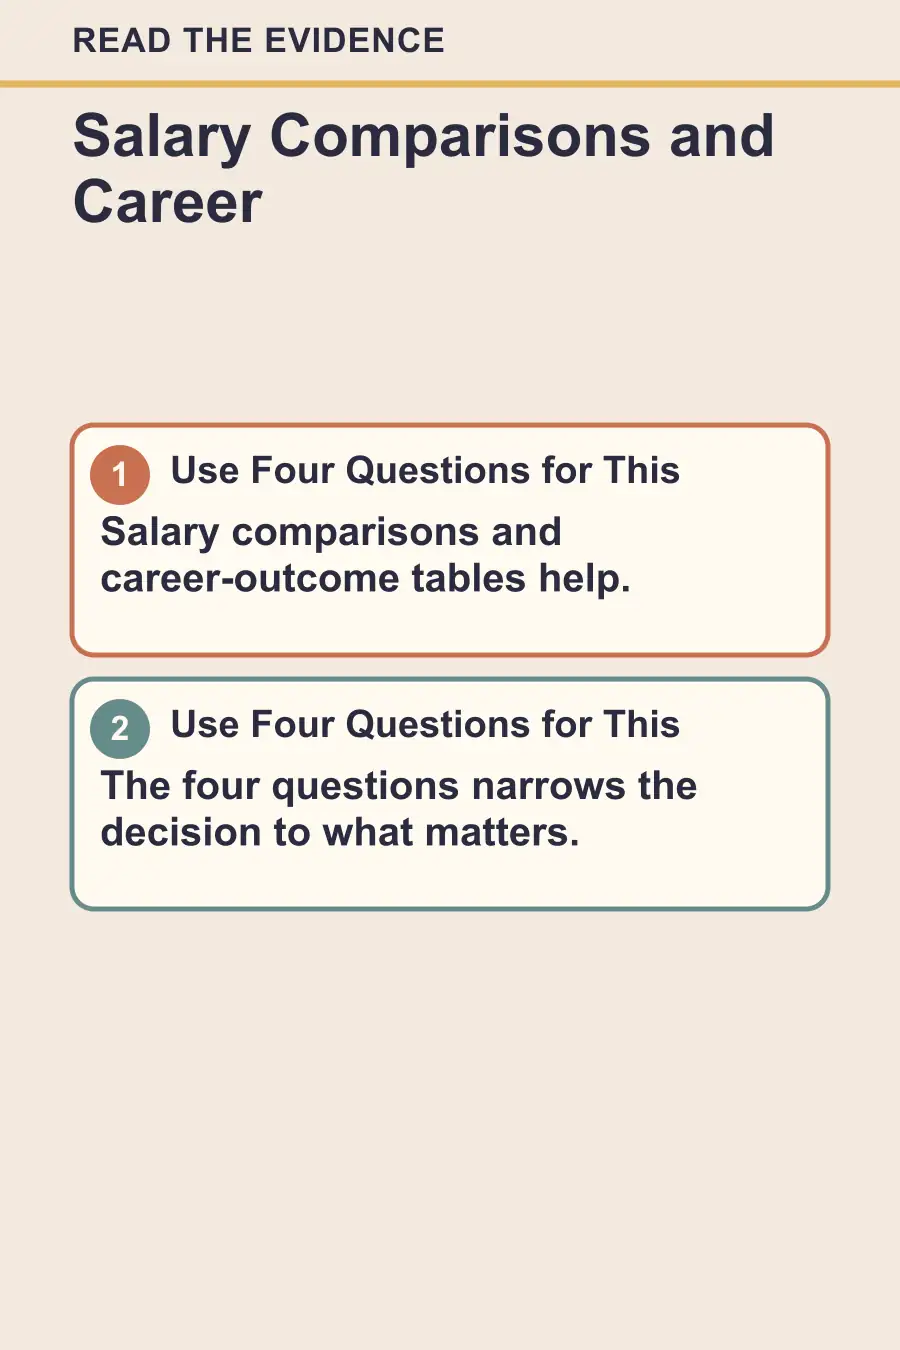 READ THE EVIDENCE
Salary Comparisons and
Career
1 Use Four Questions for This
Salary comparisons and
career-outcome tables help.
2 Use Four Questions for This
The four questions narrows the
decision to what matters.